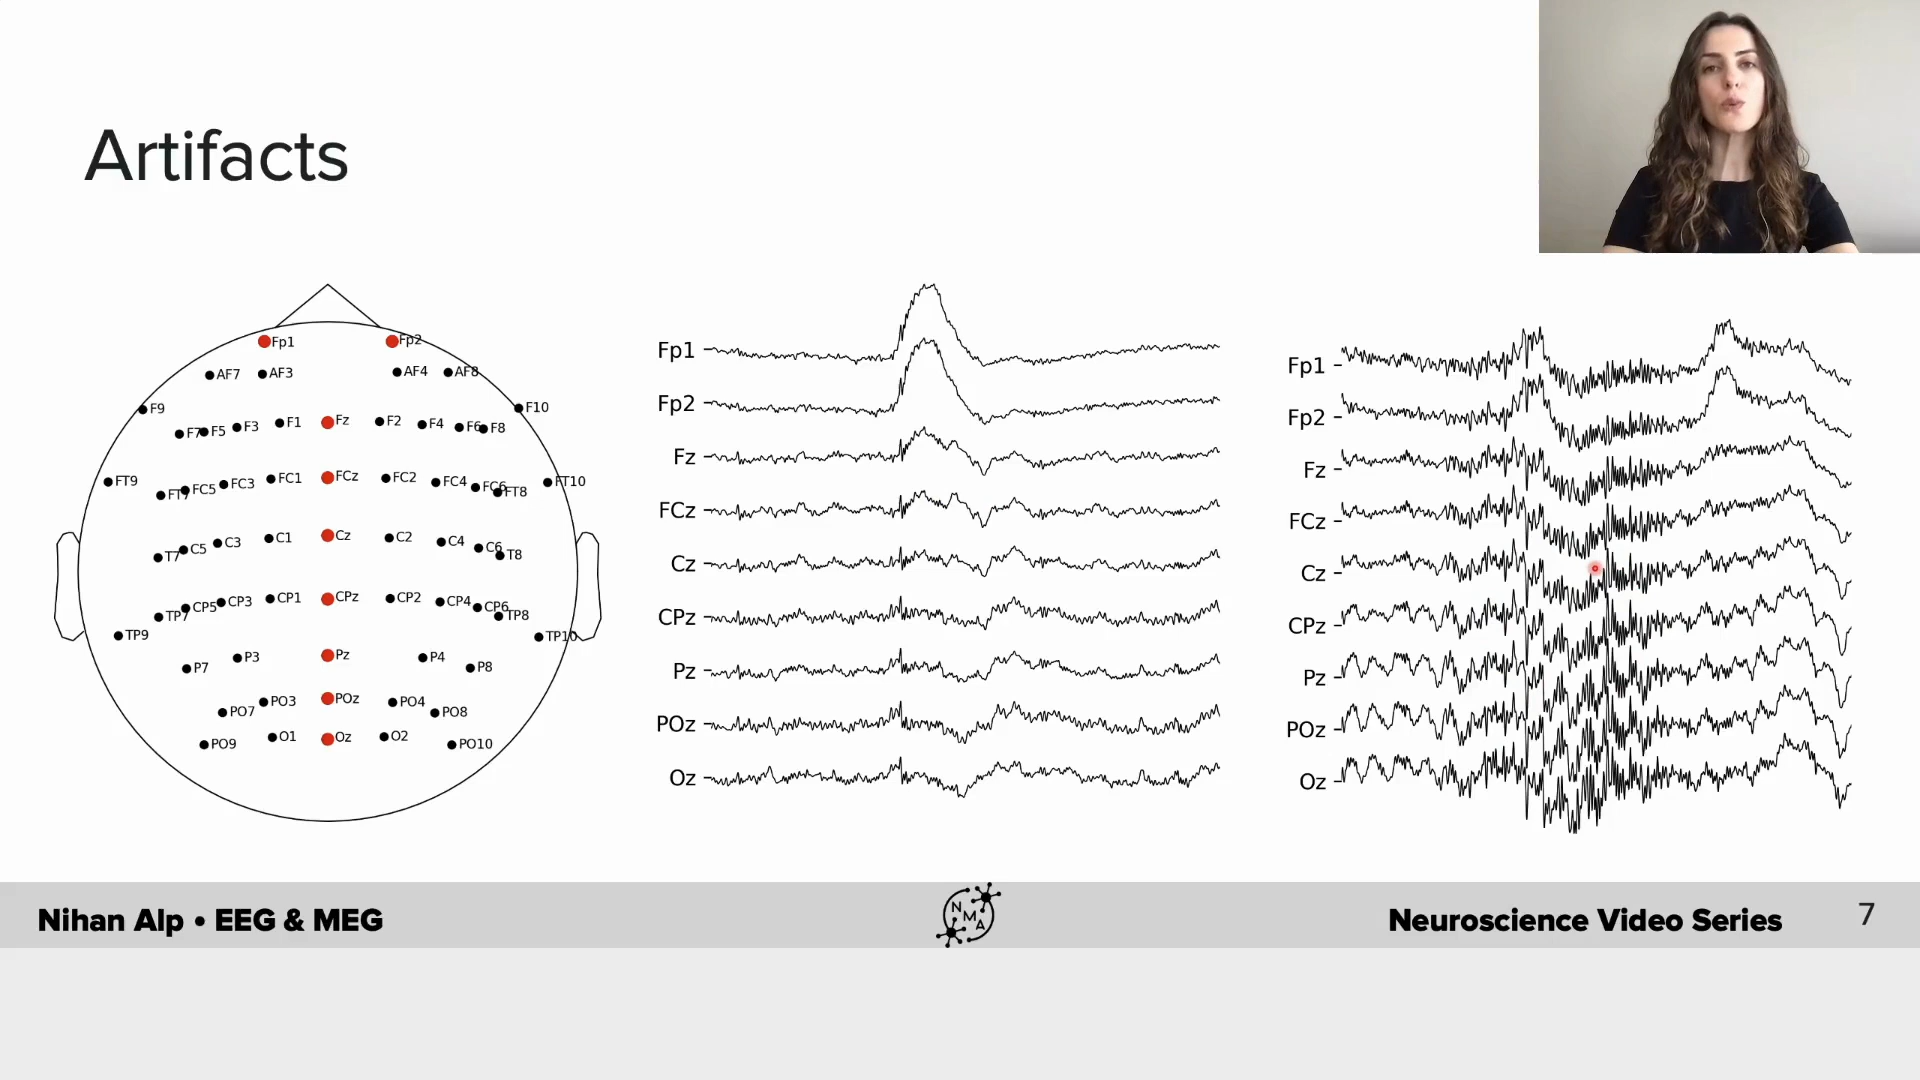 Artifacts
Fp1 Fp2
AF7 AF3 AF4 AF8
F9 F10
F7 F5 F3 F1 Fz F2 F4 F6 F8
FT9 FT7 FC5 FC3 FC1 FCz FC2 FC4 FC6 FT8 FT10
T7 C5 C3 C1 Cz C2 C4 C6 T8
TP9 TP7 CP5 CP3 CP1 CPz CP2 CP4 CP6 TP8 TP10
P7 P3 Pz P4 P8
PO7 PO3 POz PO4 PO8
PO9 O1 Oz O2 PO10
Fp1
Fp2
Fz
FCz
Cz
CPz
Pz
POz
Oz
Fp1
Fp2
Fz
FCz
Cz
CPz
Pz
POz
Oz
Nihan Alp • EEG & MEG
NMA
Neuroscience Video Series
7